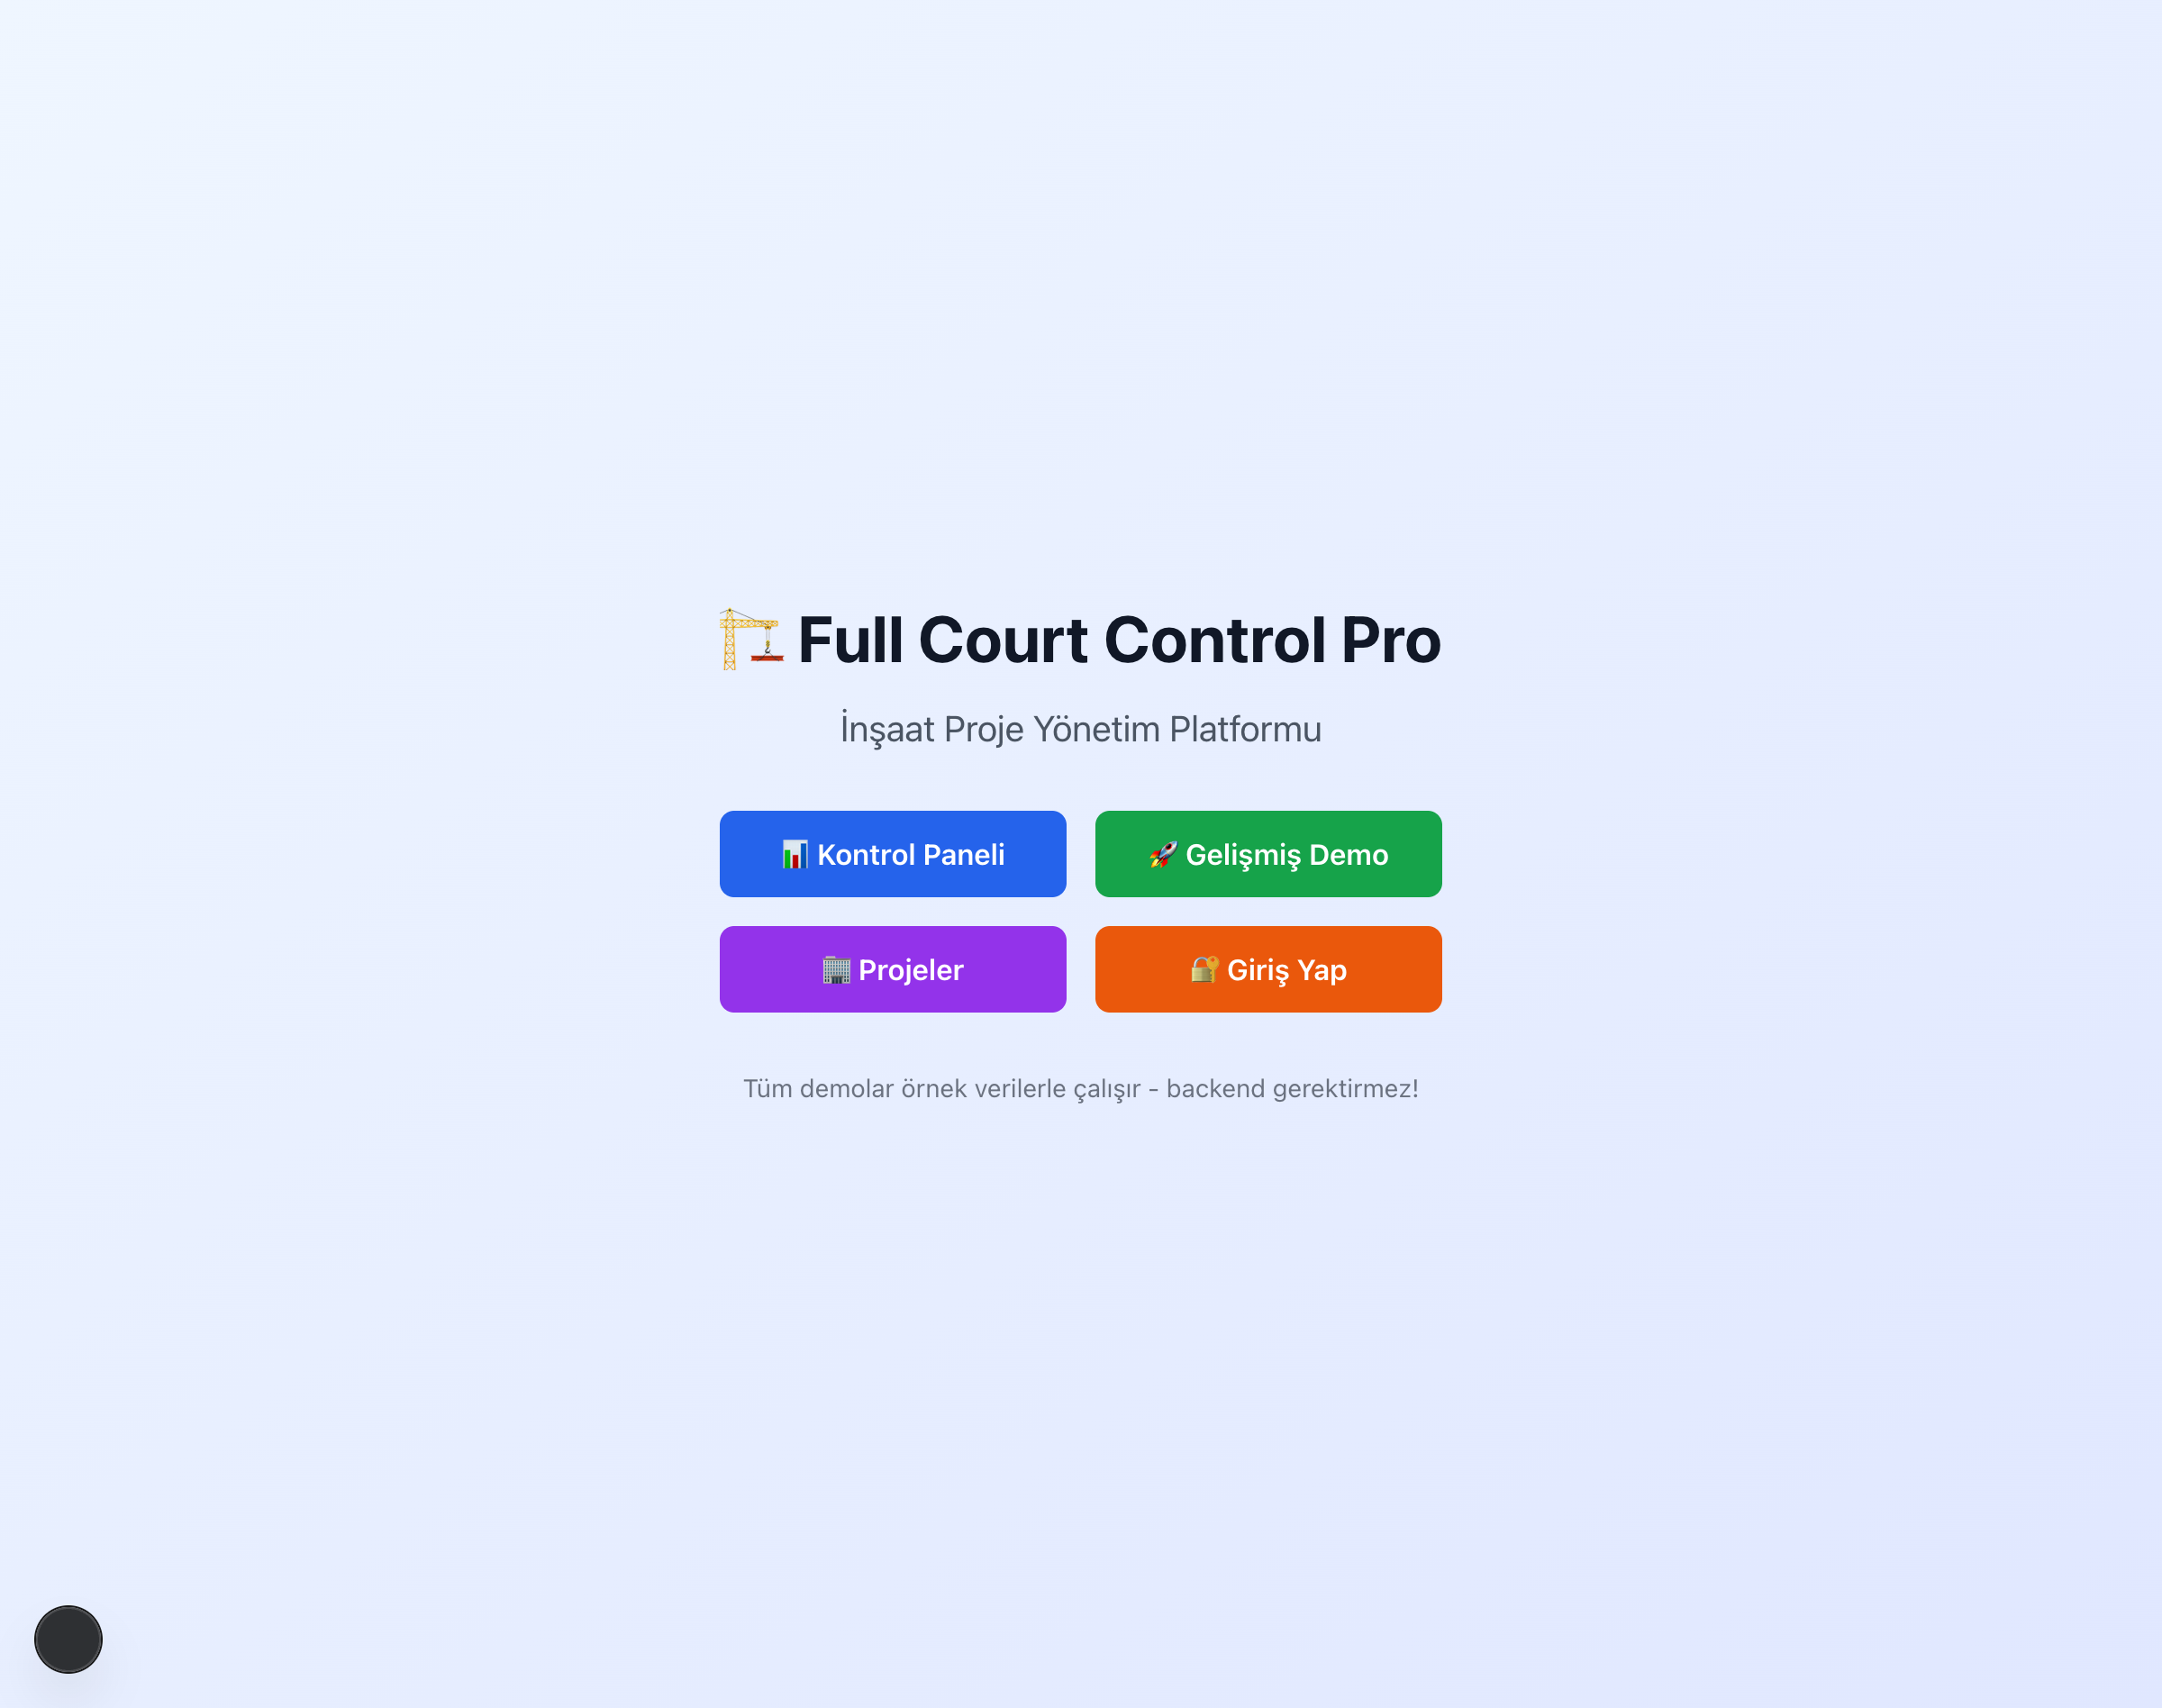 Full Court Control Pro
İnşaat Proje Yönetim Platformu
Kontrol Paneli
Gelişmiş Demo
Projeler
Giriş Yap
Tüm demolar örnek verilerle çalışır - backend gerektirmez!